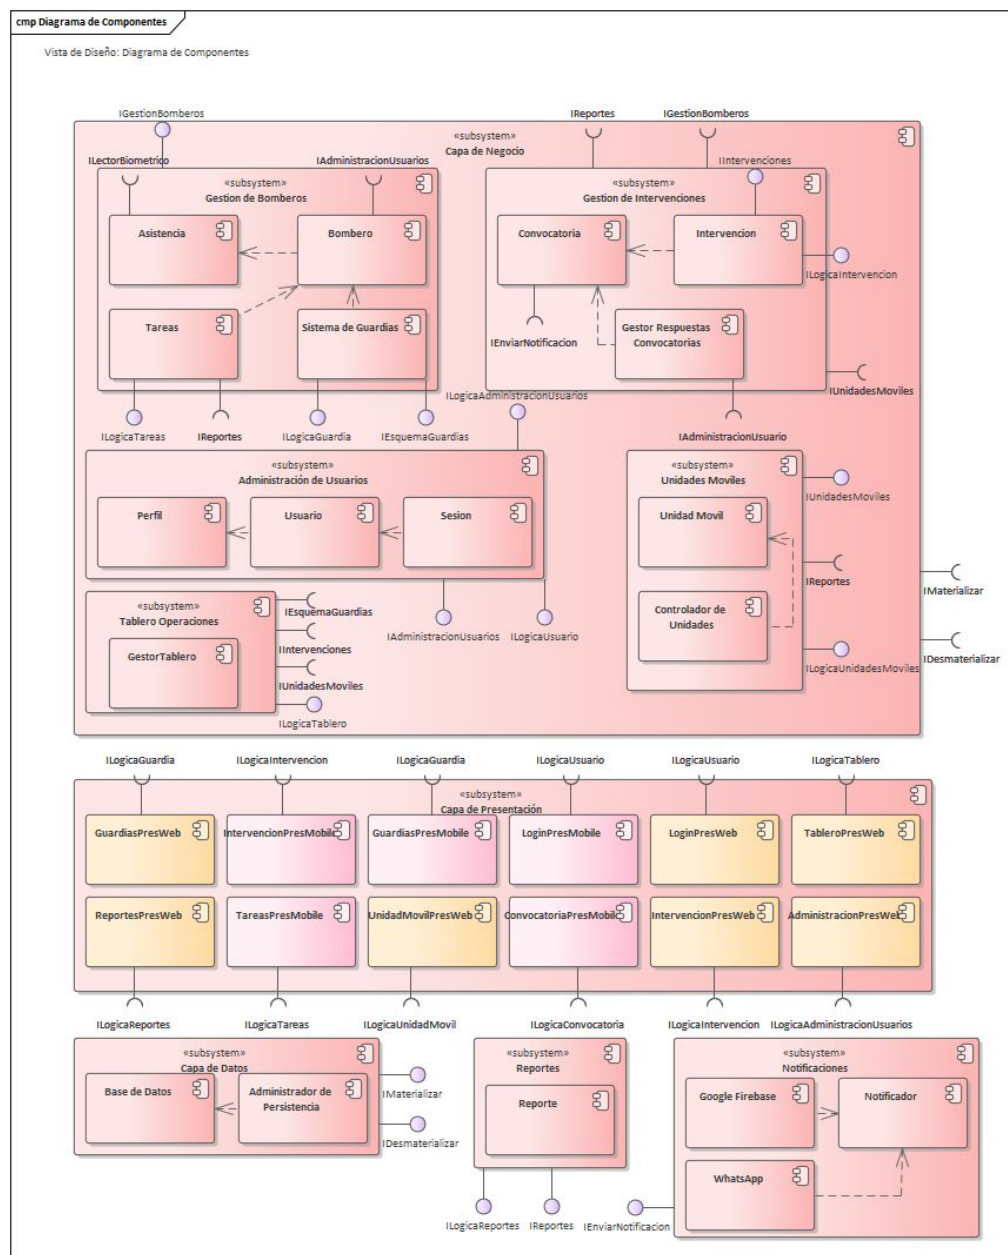 cmp Diagrama de Componentes
Vista de Diseño: Diagrama de Componentes
IGestionBomberos
IReportes
IGestionBomberos
«subsystem»
Capa de Negocio
ILectorBiometrico
IAdministracionUsuarios
IIntervenciones
«subsystem»
Gestion de Bomberos
«subsystem»
Gestion de Intervenciones
Asistencia
Bombero
Convocatoria
Intervencion
ILogicaIntervencion
Tareas
Sistema de Guardias
IEnviarNotificacion
Gestor Respuestas
Convocatorias
ILogicaAdministracionUsuarios
IUnidadesMoviles
ILogicaTareas
IReportes
ILogicaGuardia
IEsquemaGuardias
IAdministracionUsuario
«subsystem»
Administración de Usuarios
«subsystem»
Unidades Moviles
IUnidadesMoviles
Perfil
Usuario
Sesion
Unidad Movil
IReportes
IMaterializar
«subsystem»
Tablero Operaciones
IEsquemaGuardias
IAdministracionUsuarios
ILogicaUsuario
Controlador de
Unidades
GestorTablero
IIntervenciones
IUnidadesMoviles
ILogicaUnidadesMoviles
IDesmaterializar
ILogicaTablero
ILogicaGuardia
ILogicaIntervencion
ILogicaGuardia
ILogicaUsuario
ILogicaUsuario
ILogicaTablero
«subsystem»
Capa de Presentación
GuardiasPresWeb
IntervencionPresMobile
GuardiasPresMobile
LoginPresMobile
LoginPresWeb
TableroPresWeb
ReportesPresWeb
TareasPresMobile
UnidadMovilPresWeb
ConvocatoriaPresMobile
IntervencionPresWeb
AdministracionPresWeb
ILogicaReportes
ILogicaTareas
ILogicaUnidadMovil
ILogicaConvocatoria
ILogicaIntervencion
ILogicaAdministracionUsuarios
«subsystem»
Capa de Datos
«subsystem»
Reportes
«subsystem»
Notificaciones
Base de Datos
Administrador de
Persistencia
IMaterializar
Reporte
Google Firebase
Notificador
IDesmaterializar
WhatsApp
ILogicaReportes
IReportes
IEnviarNotificacion